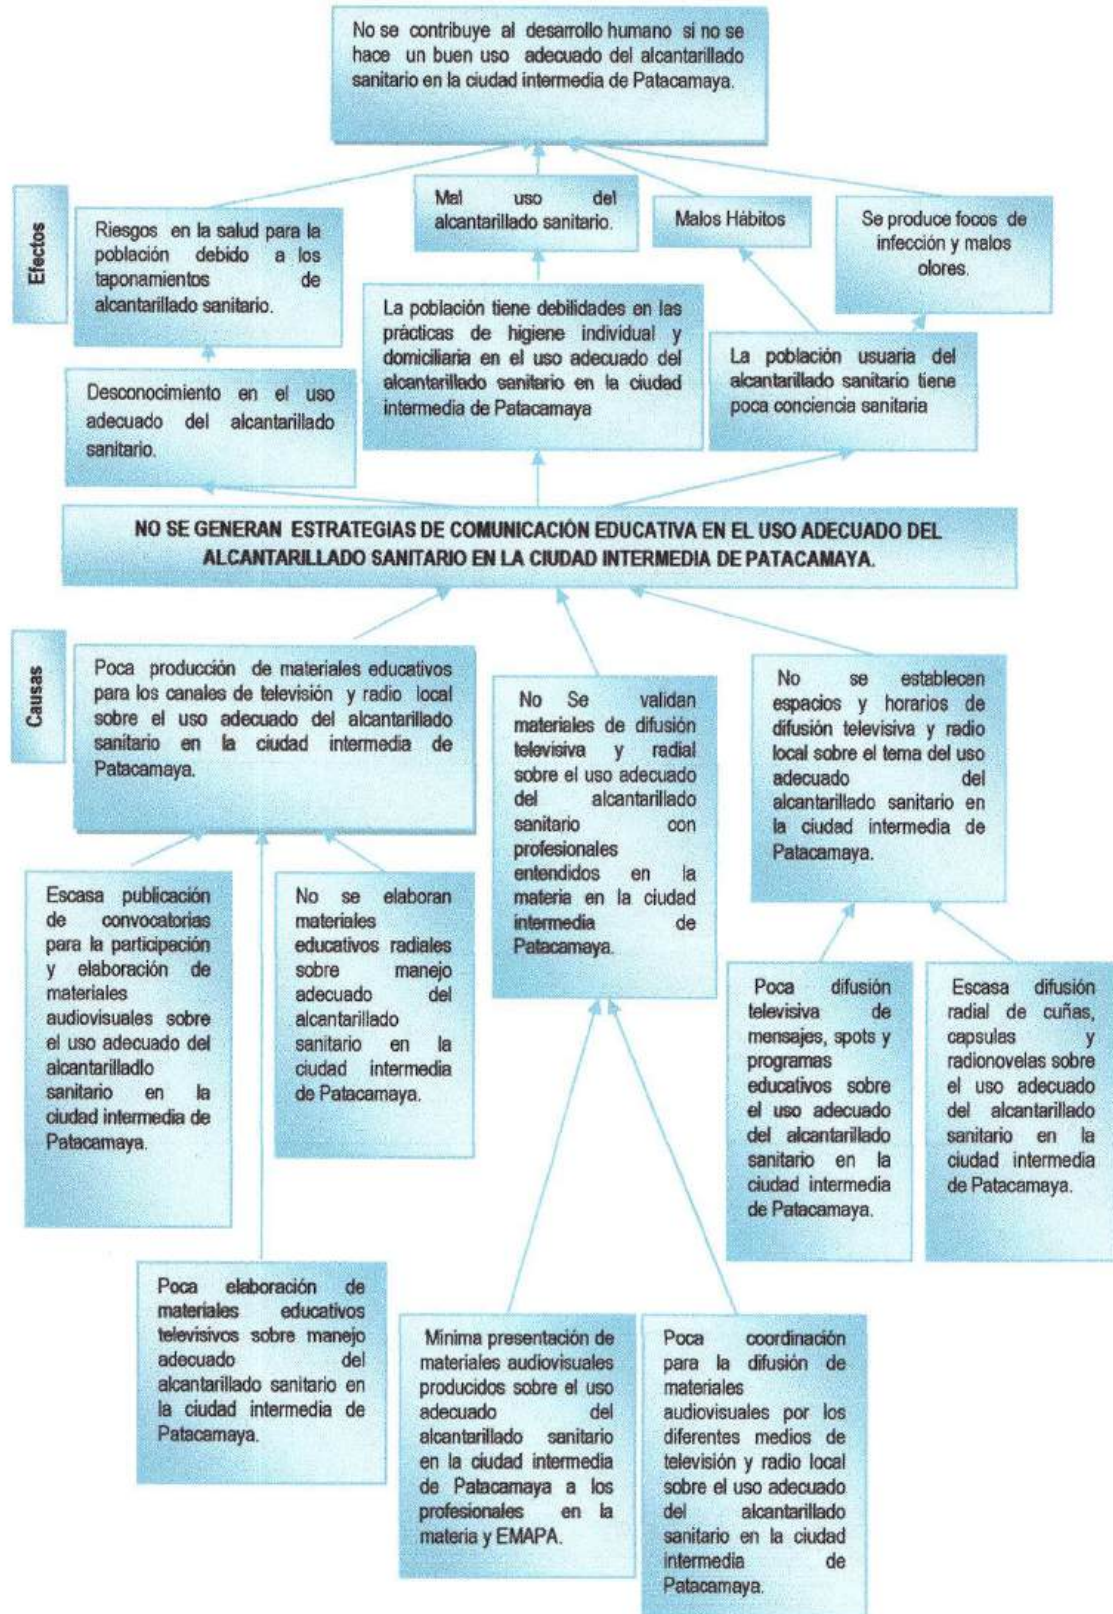 No se contribuye al desarrollo humano si no se
hace un buen uso adecuado del alcantarillado
sanitario en la ciudad intermedia de Patacamaya.
Efectos
Riesgos en la salud para la
población debido a los
taponamientos de
alcantarillado sanitario.
Mal uso del
alcantarillado sanitario.
Malos Hábitos
Se produce focos de
infección y malos
olores.
Desconocimiento en el uso
adecuado del alcantarillado
sanitario.
La población tiene debilidades en las
prácticas de higiene individual y
domiciliaria en el uso adecuado del
alcantarillado sanitario en la ciudad
intermedia de Patacamaya
La población usuaria del
alcantarillado sanitario tiene
poca conciencia sanitaria
NO SE GENERAN ESTRATEGIAS DE COMUNICACIÓN EDUCATIVA EN EL USO ADECUADO DEL
ALCANTARILLADO SANITARIO EN LA CIUDAD INTERMEDIA DE PATACAMAYA.
Causas
Poca producción de materiales educativos
para los canales de televisión y radio local
sobre el uso adecuado del alcantarillado
sanitario en la ciudad intermedia de
Patacamaya.
No Se validan
materiales de difusión
televisiva y radial
sobre el uso adecuado
del alcantarillado
sanitario con
profesionales
entendidos en la
materia en la ciudad
intermedia de
Patacamaya.
No se establecen
espacios y horarios de
difusión televisiva y radio
local sobre el tema del uso
adecuado del
alcantarillado sanitario en
la ciudad intermedia de
Patacamaya.
Escasa publicación
de convocatorias
para la participación
y elaboración de
materiales
audiovisuales sobre
el uso adecuado del
alcantarilladlo
sanitario en la
ciudad intermedia de
Patacamaya.
No se elaboran
materiales
educativos radiales
sobre manejo
adecuado del
alcantarillado
sanitario en la
ciudad intermedia
de Patacamaya.
Poca difusión
televisiva de
mensajes, spots y
programas
educativos sobre
el uso adecuado
del alcantarillado
sanitario en la
ciudad intermedia
de Patacamaya.
Escasa difusión
radial de cuñas,
capsulas y
radionovelas sobre
el uso adecuado
del alcantarillado
sanitario en la
ciudad intermedia
de Patacamaya.
Poca elaboración de
materiales educativos
televisivos sobre manejo
adecuado del
alcantarillado sanitario en
la ciudad intermedia de
Patacamaya.
Mínima presentación de
materiales audiovisuales
producidos sobre el uso
adecuado del
alcantarillado sanitario
en la ciudad intermedia
de Patacamaya a los
profesionales en la
materia y EMAPA.
Poca coordinación
para la difusión de
materiales
audiovisuales por los
diferentes medios de
televisión y radio local
sobre el uso adecuado
del alcantarillado
sanitario en la ciudad
intermedia de
Patacamaya.